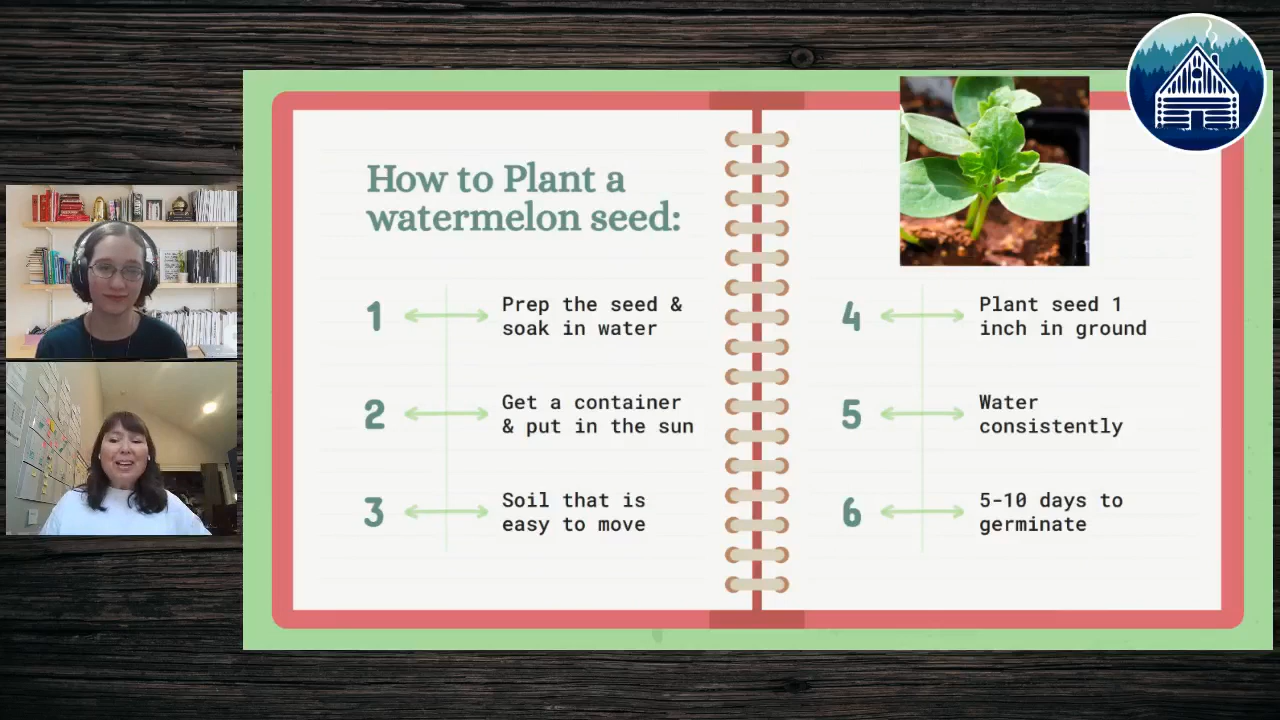 How to Plant a
watermelon seed:
1
Prep the seed &
soak in water
2
Get a container
& put in the sun
3
Soil that is
easy to move
4
Plant seed 1
inch in ground
5
Water
consistently
6
5-10 days to
germinate